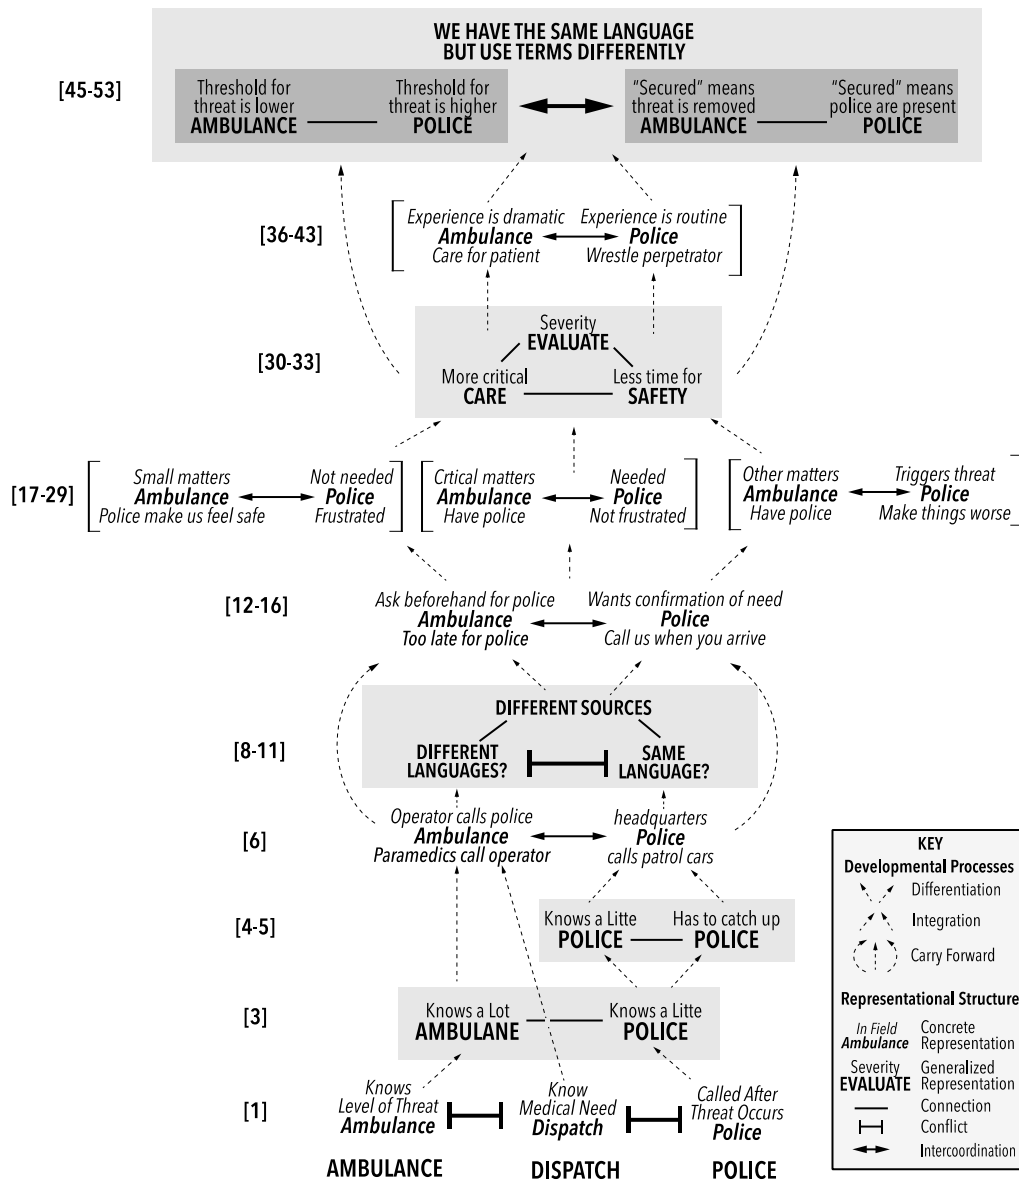 WE HAVE THE SAME LANGUAGE
BUT USE TERMS DIFFERENTLY
[45-53]
Threshold for
threat is lower
AMBULANCE
Threshold for
threat is higher
POLICE
“Secured” means
threat is removed
AMBULANCE
“Secured” means
police are present
POLICE
[36-43]
Experience is dramatic
Ambulance
Care for patient
Experience is routine
Police
Wrestle perpetrator
[30-33]
Severity
EVALUATE
More critical
CARE
Less time for
SAFETY
[17-29]
Small matters
Ambulance
Police make us feel safe
Not needed
Police
Frustrated
Crtical matters
Ambulance
Have police
Needed
Police
Not frustrated
Other matters
Ambulance
Have police
Triggers threat
Police
Make things worse
[12-16]
Ask beforehand for police
Ambulance
Too late for police
Wants confirmation of need
Police
Call us when you arrive
[8-11]
DIFFERENT SOURCES
DIFFERENT
LANGUAGES?
SAME
LANGUAGE?
[6]
Operator calls police
Ambulance
Paramedics call operator
headquarters
Police
calls patrol cars
[4-5]
Knows a Litte
POLICE
Has to catch up
POLICE
[3]
Knows a Lot
AMBULANE
Knows a Litte
POLICE
[1]
Knows
Level of Threat
Ambulance
Know
Medical Need
Dispatch
Called After
Threat Occurs
Police
AMBULANCE
DISPATCH
POLICE
KEY
Developmental Processes
Differentiation
Integration
Carry Forward
Representational Structure
In Field
Ambulance
Concrete
Representation
Severity
EVALUATE
Generalized
Representation
Connection
Conflict
Intercoordination